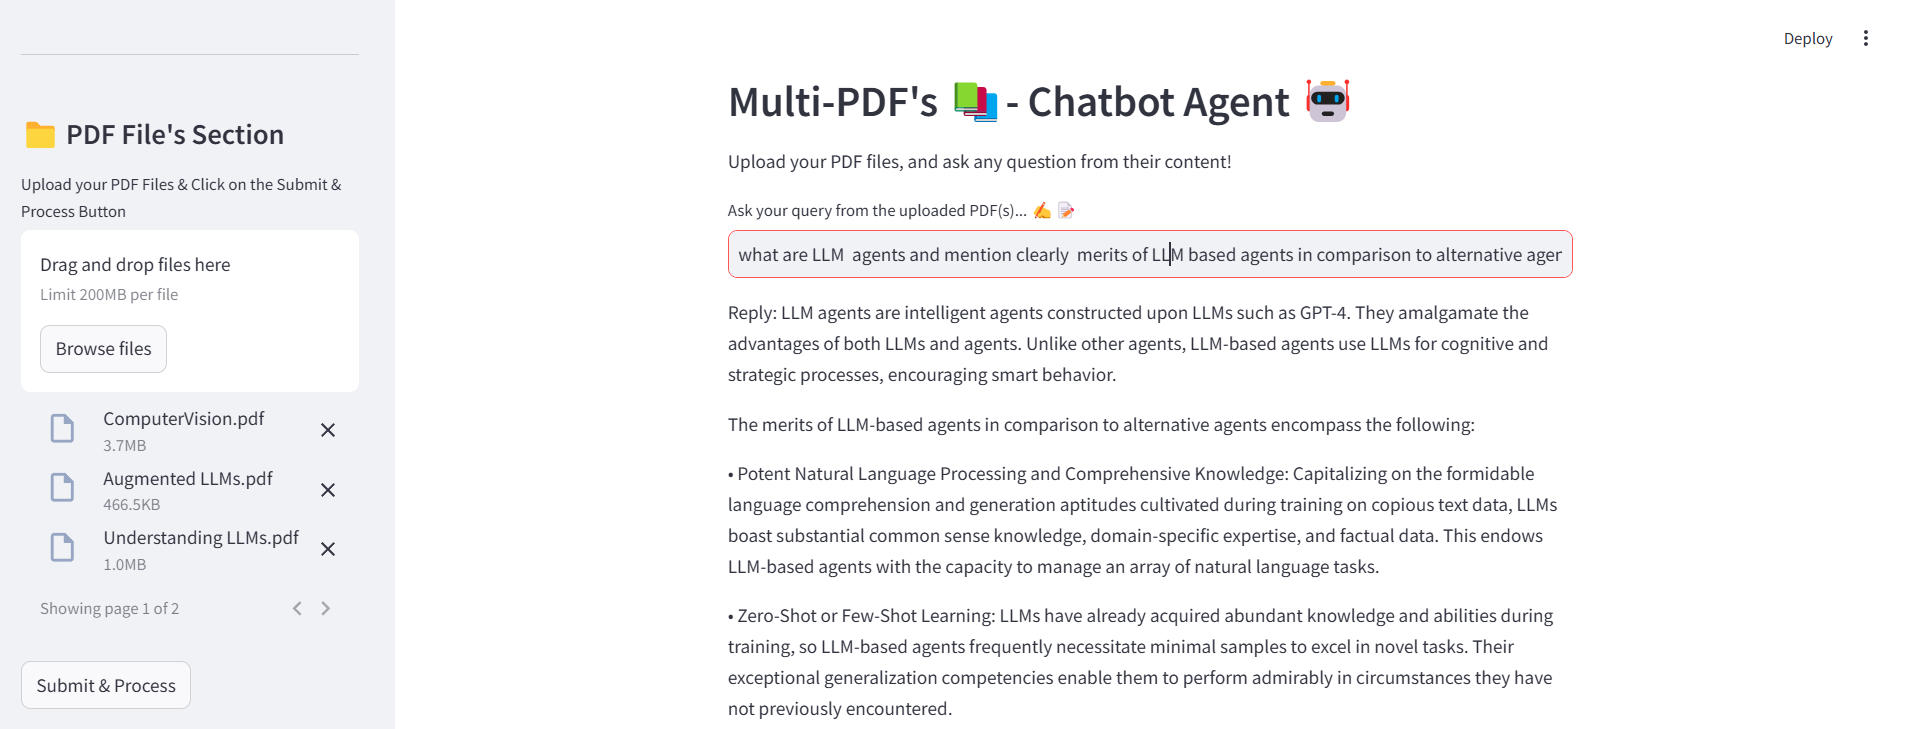 PDF File's Section
Upload your PDF Files & Click on the Submit &
Process Button
Drag and drop files here
Limit 200MB per file
Browse files
ComputerVision.pdf
3.7MB
Augmented LLMs.pdf
466.5KB
Understanding LLMs.pdf
1.0MB
Showing page 1 of 2
Submit & Process
Deploy
Multi-PDF's - Chatbot Agent
Upload your PDF files, and ask any question from their content!
Ask your query from the uploaded PDF(s)...
what are LLM  agents and mention clearly  merits of LLM based agents in comparison to alternative ager
Reply: LLM agents are intelligent agents constructed upon LLMs such as GPT-4. They amalgamate the
advantages of both LLMs and agents. Unlike other agents, LLM-based agents use LLMs for cognitive and
strategic processes, encouraging smart behavior.
The merits of LLM-based agents in comparison to alternative agents encompass the following:
• Potent Natural Language Processing and Comprehensive Knowledge: Capitalizing on the formidable
language comprehension and generation aptitudes cultivated during training on copious text data, LLMs
boast substantial common sense knowledge, domain-specific expertise, and factual data. This endows
LLM-based agents with the capacity to manage an array of natural language tasks.
• Zero-Shot or Few-Shot Learning: LLMs have already acquired abundant knowledge and abilities during
training, so LLM-based agents frequently necessitate minimal samples to excel in novel tasks. Their
exceptional generalization competencies enable them to perform admirably in circumstances they have
not previously encountered.